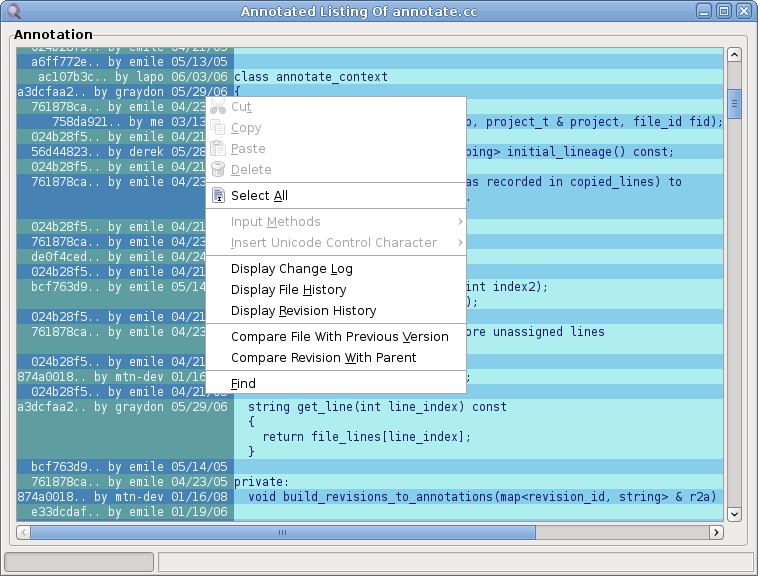 Annotated Listing Of annotate.cc
Annotation
024b28f5.. by emile 04/21/05
a6ff772e.. by emile 05/13/05
ac107b3c.. by lapo 06/03/06 class annotate_context
a3dcfaa2.. by graydon 05/29/06 {
761878ca.. by emile 04/23
758da921.. by me 03/13 o, project_t & project, file_id fid);
024b28f5.. by emile 04/21
56d44823.. by derek 05/28 ping> initial_lineage() const;
024b28f5.. by emile 04/21
761878ca.. by emile 04/23 as recorded in copied_lines) to
.
024b28f5.. by emile 04/21
761878ca.. by emile 04/23
de0f4ced.. by emile 04/24
024b28f5.. by emile 04/21
bcf763d9.. by emile 05/14 int index2);
);
024b28f5.. by emile 04/21
761878ca.. by emile 04/23 ore unassigned lines
024b28f5.. by emile 04/21
874a0018.. by mtn-dev 01/16 ;
024b28f5.. by emile 04/21/05
a3dcfaa2.. by graydon 05/29/06 string get_line(int line_index) const
{
return file_lines[line_index];
}
bcf763d9.. by emile 05/14/05
761878ca.. by emile 04/23/05 private:
874a0018.. by mtn-dev 01/16/08 void build_revisions_to_annotations(map<revision_id, string> & r2a)
e33dcdaf.. by emile 01/19/06
Cut
Copy
Paste
Delete
Select All
Input Methods
Insert Unicode Control Character
Display Change Log
Display File History
Display Revision History
Compare File With Previous Version
Compare Revision With Parent
Find